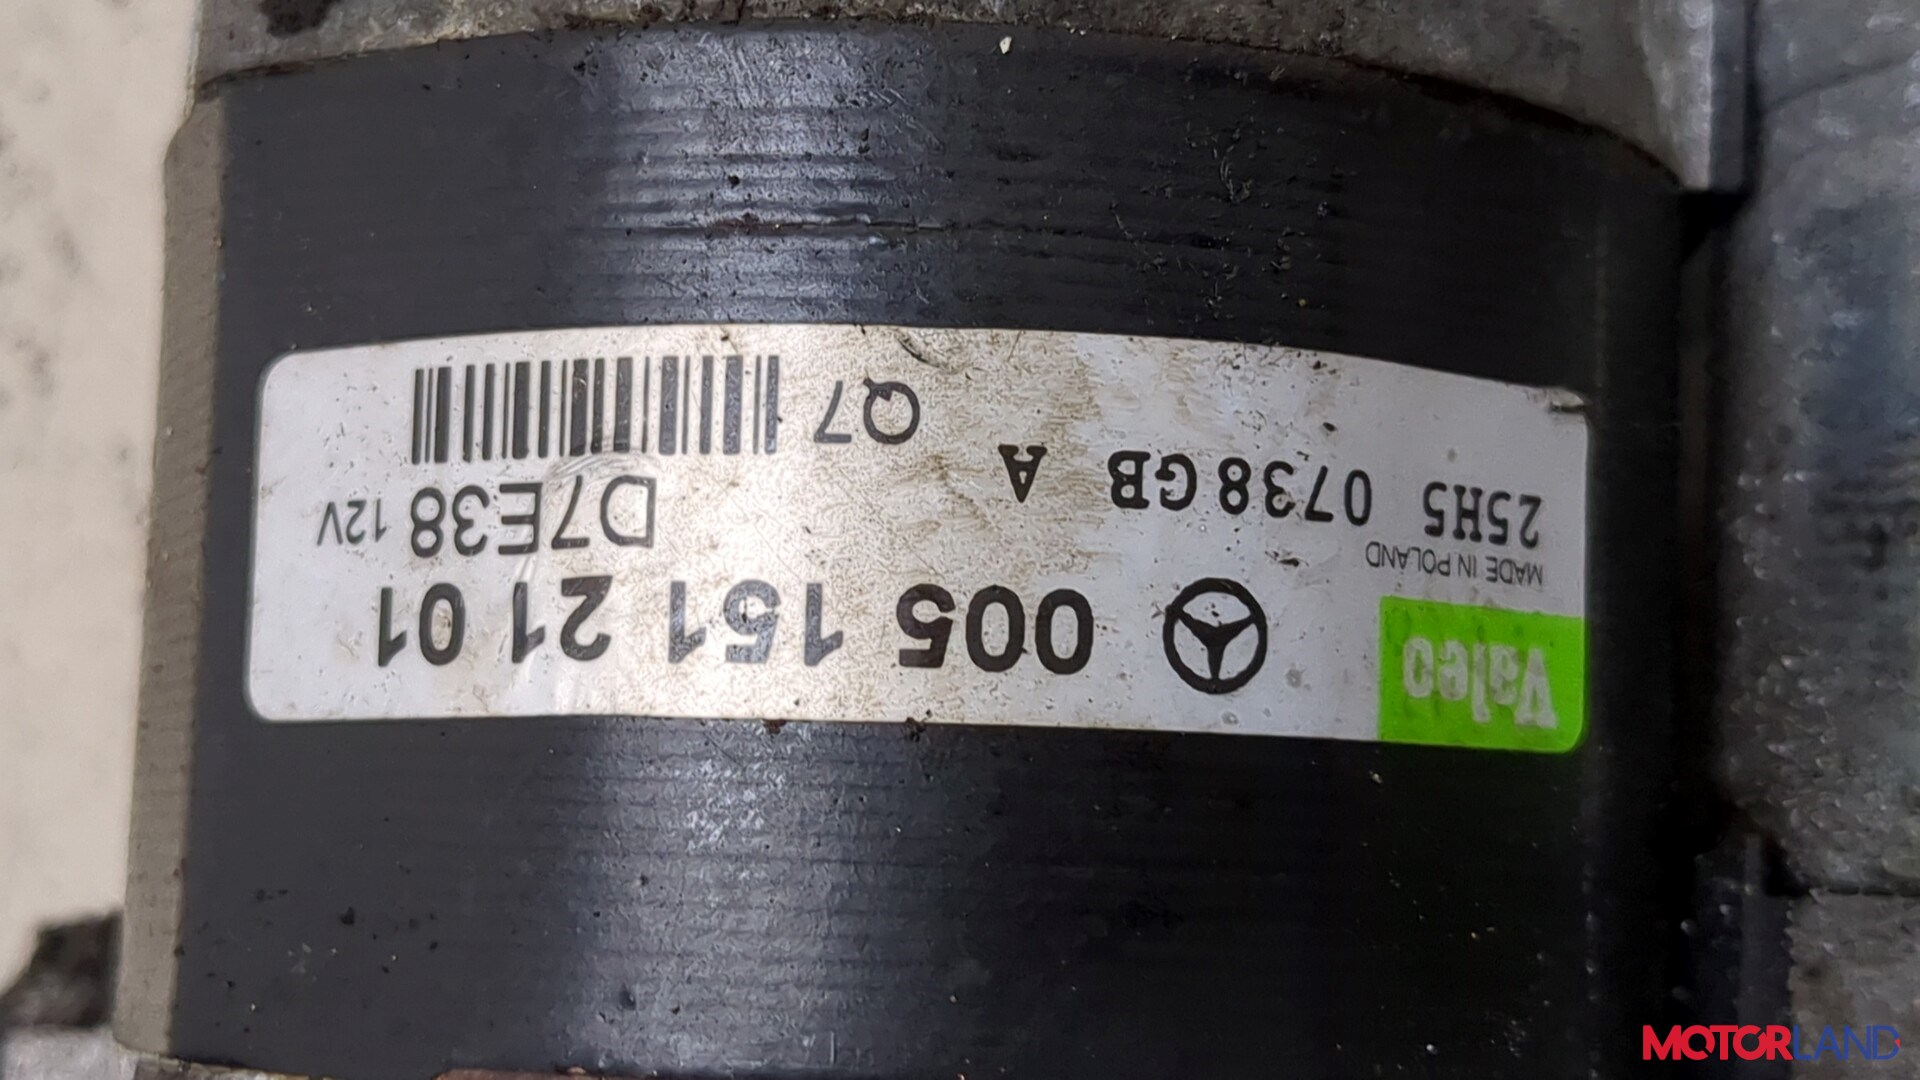 Valeo
005 151 21 01
MADE IN POLAND
D7E38 12V
25H5 0738GB A
Q7
MOTORLAND